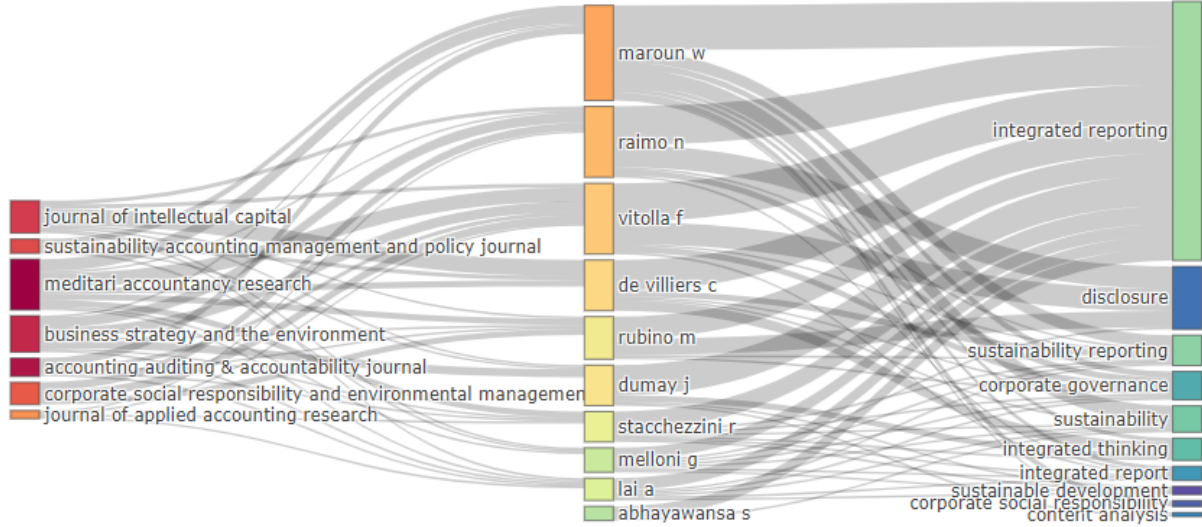 journal of intellectual capital
sustainability accounting management and policy journal
meditari accountancy research
business strategy and the environment
accounting auditing & accountability journal
corporate social responsibility and environmental managemen
journal of applied accounting research
maroun w
raimo n
vitolla f
de villiers c
rubino m
dumay j
stacchezzini r
melloni g
lai a
abhayawansa s
integrated reporting
disclosure
sustainability reporting
corporate governance
sustainability
integrated thinking
integrated report
sustainable development
corporate social responsibility
content analysis